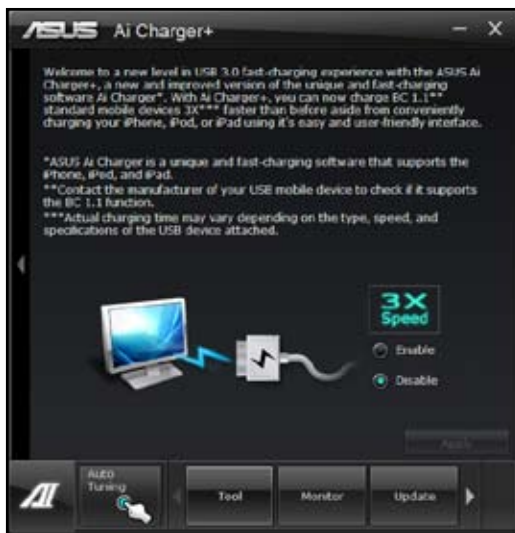 ASUS Ai Charger+
Welcome to a new level in USB 3.0 fast-charging experience with the ASUS Ai
Charger+, a new and improved version of the unique and fast-charging
software Ai Charger*. With Ai Charger+, you can now charge BC 1.1**
standard mobile devices 3X*** faster than before aside from conveniently
charging your iPhone, iPod, or iPad using it's easy and user-friendly interface.
*ASUS Ai Charger is a unique and fast-charging software that supports the
iPhone, iPod, and iPad.
**Contact the manufacturer of your USB mobile device to check if it supports
the BC 1.1 function.
***Actual charging time may vary depending on the type, speed, and
specifications of the USB device attached.
3X
Speed
Enable
Disable
Apply
AI
Auto
Tuning
Tool
Monitor
Update